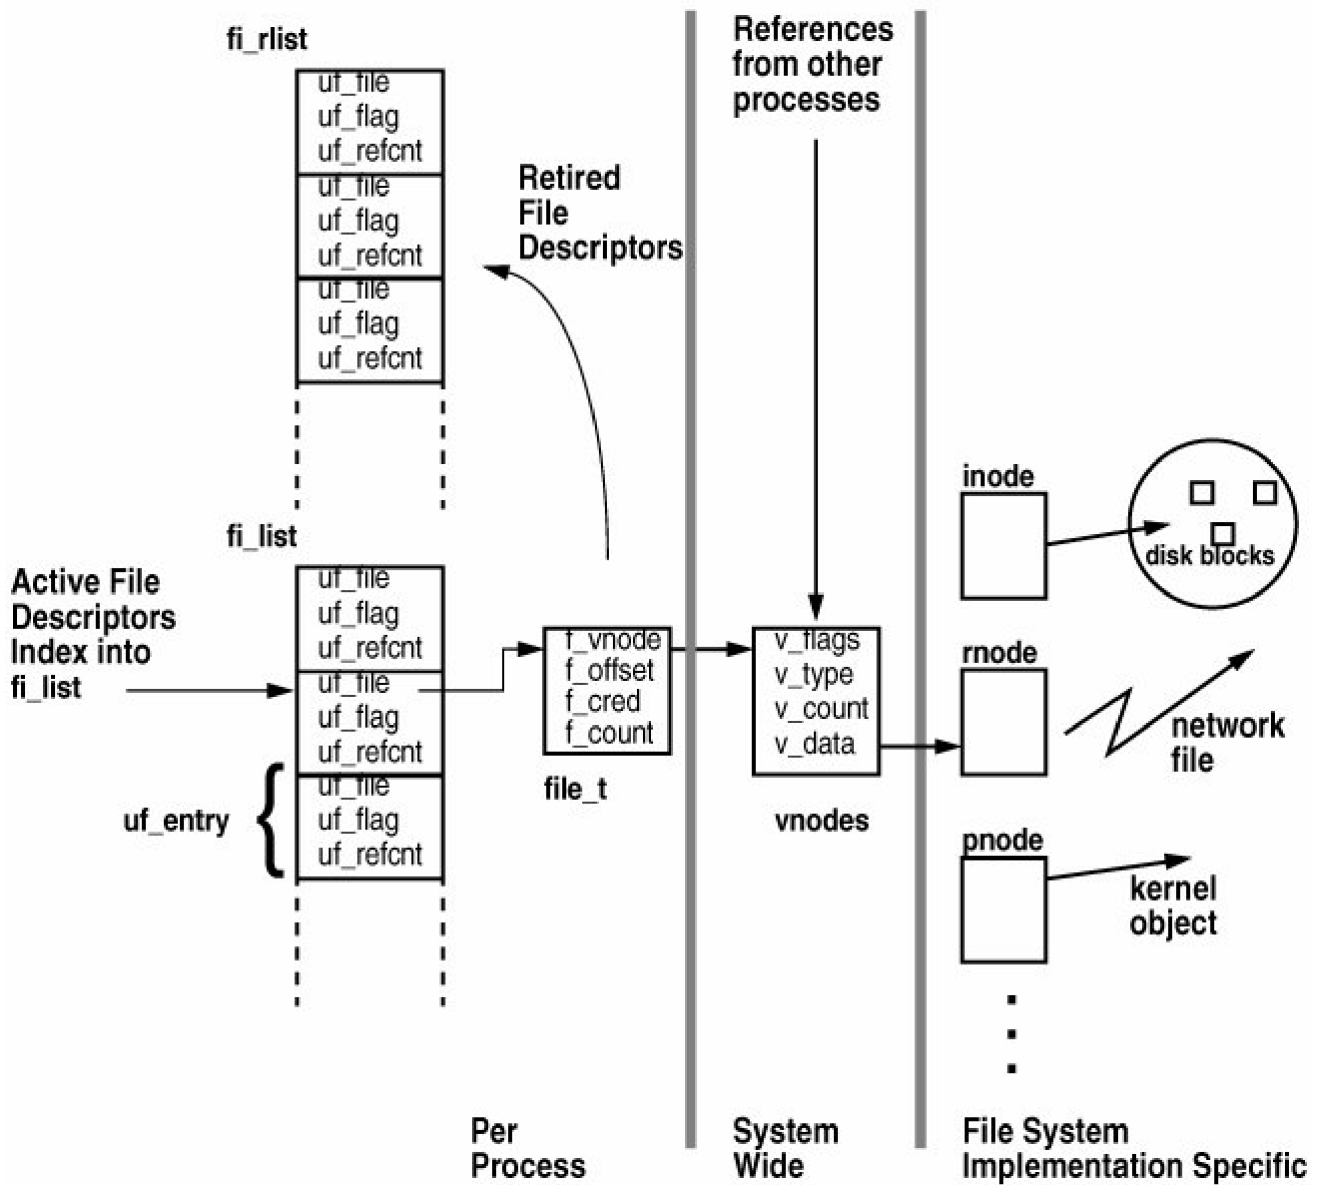 fi_rlist
uf_file
uf_flag
uf_refcnt
uf_file
uf_flag
uf_refcnt
uf_file
uf_flag
uf_refcnt
Retired
File
Descriptors
References
from other
processes
fi_list
Active File
Descriptors
Index into
fi_list
uf_file
uf_flag
uf_refcnt
uf_file
uf_flag
uf_refcnt
uf_file
uf_flag
uf_refcnt
uf_entry
f_vnode
f_offset
f_cred
f_count
file_t
v_flags
v_type
v_count
v_data
vnodes
inode
disk blocks
rnode
network
file
pnode
kernel
object
Per
Process
System
Wide
File System
Implementation Specific